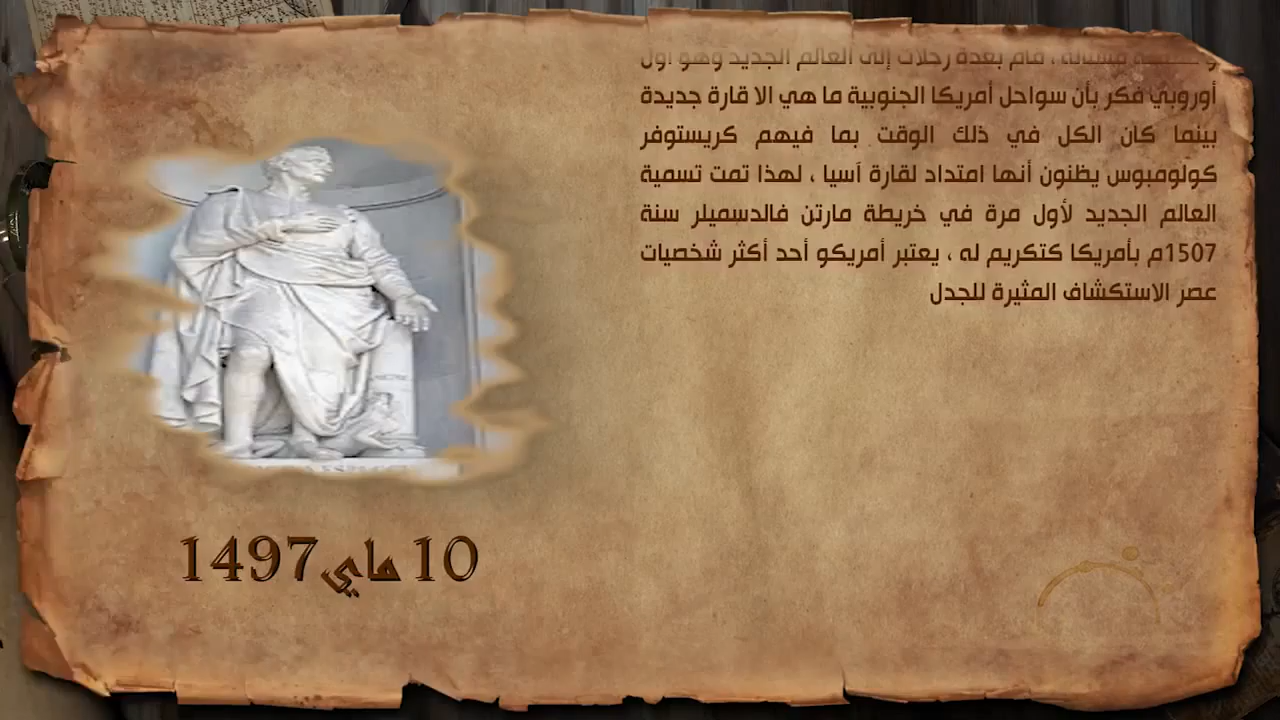 قام بعدة رحلات إلى العالم الجديد وهو أول
أوروبي فكر بأن سواحل أمريكا الجنوبية ما هي الا قارة جديدة
بينما كان الكل في ذلك الوقت بما فيهم كريستوفر
كولومبوس يظنون أنها امتداد لقارة آسيا ، لهذا تمت تسمية
العالم الجديد لأول مرة في خريطة مارتن فالدسميلر سنة
1507م بأمريكا كتكريم له ، يعتبر أمريكو أحد أكثر شخصيات
عصر الاستكشاف المثيرة للجدل
10 ماي 1497